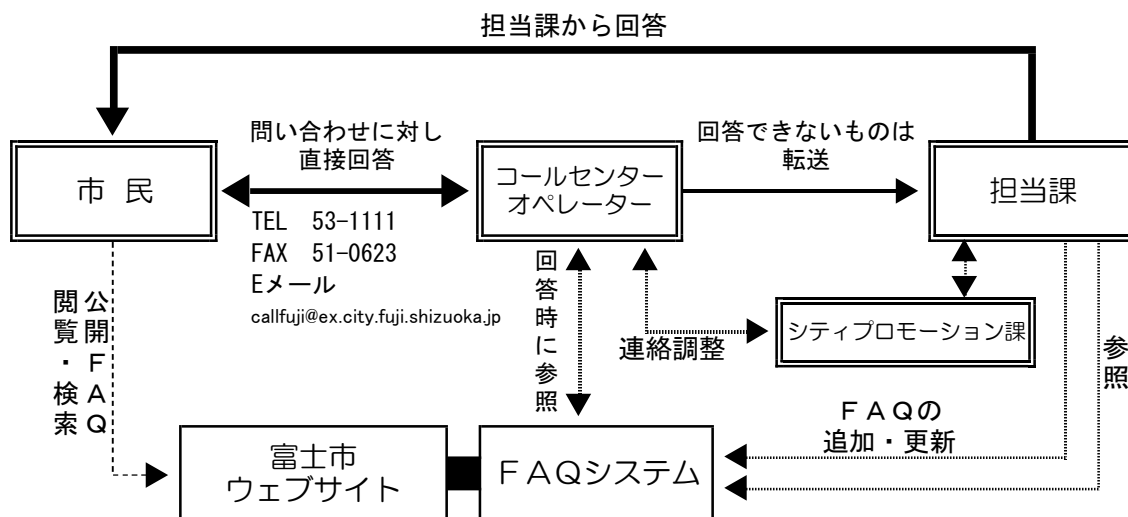 担当課から回答
問い合わせに対し
直接回答
回答できないものは
転送
市 民
コールセンター
オペレーター
担当課
TEL 53-1111
FAX 51-0623
Eメール
callfuji@ex.city.fuji.shizuoka.jp
公開FAQ
閲覧・検索
回答時に参照
連絡調整
シティプロモーション課
参照
FAQの
追加・更新
富士市
ウェブサイト
FAQシステム